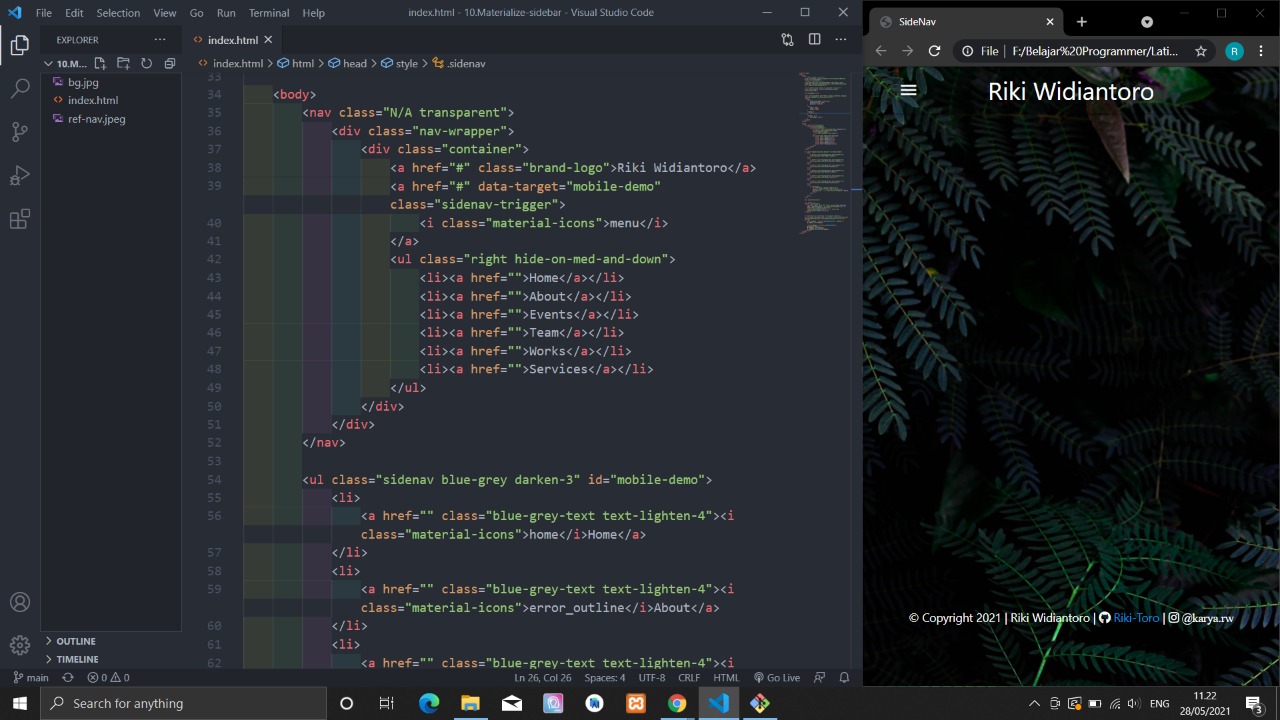 File Edit Selection View Go Run Terminal Help
index.html - 10.Materialize-sidebar - Visual Studio Code
EXPLORER
10.M...
bg.jpg
index.html
ref-nav.jpeg
OUTLINE
TIMELINE
index.html
index.html > html > head > style > .sidenav
33
34 <body>
35 <nav class="N/A transparent">
36 <div class="nav-wrapper">
37 <div class="container">
38 <a href="#" class="brand-logo">Riki Widiantoro</a>
39 <a href="#" data-target="mobile-demo"
class="sidenav-trigger">
40 <i class="material-icons">menu</i>
41 </a>
42 <ul class="right hide-on-med-and-down">
43 <li><a href="">Home</a></li>
44 <li><a href="">About</a></li>
45 <li><a href="">Events</a></li>
46 <li><a href="">Team</a></li>
47 <li><a href="">Works</a></li>
48 <li><a href="">Services</a></li>
49 </ul>
50 </div>
51 </div>
52 </nav>
53
54 <ul class="sidenav blue-grey darken-3" id="mobile-demo">
55 <li>
56 <a href="" class="blue-grey-text text-lighten-4"><i
class="material-icons">home</i>Home</a>
57 </li>
58 <li>
59 <a href="" class="blue-grey-text text-lighten-4"><i
class="material-icons">error_outline</i>About</a>
60 </li>
61 <li>
62 <a href="" class="blue-grey-text text-lighten-4"><i
main 0 0 Ln 26, Col 26 Spaces: 4 UTF-8 CRLF HTML Go Live
SideNav
File | F:/Belajar%20Programmer/Lati...
R
Riki Widiantoro
© Copyright 2021 | Riki Widiantoro | Riki-Toro | @karya.rw
Search for anything
ENG
11.22
28/05/2021
3